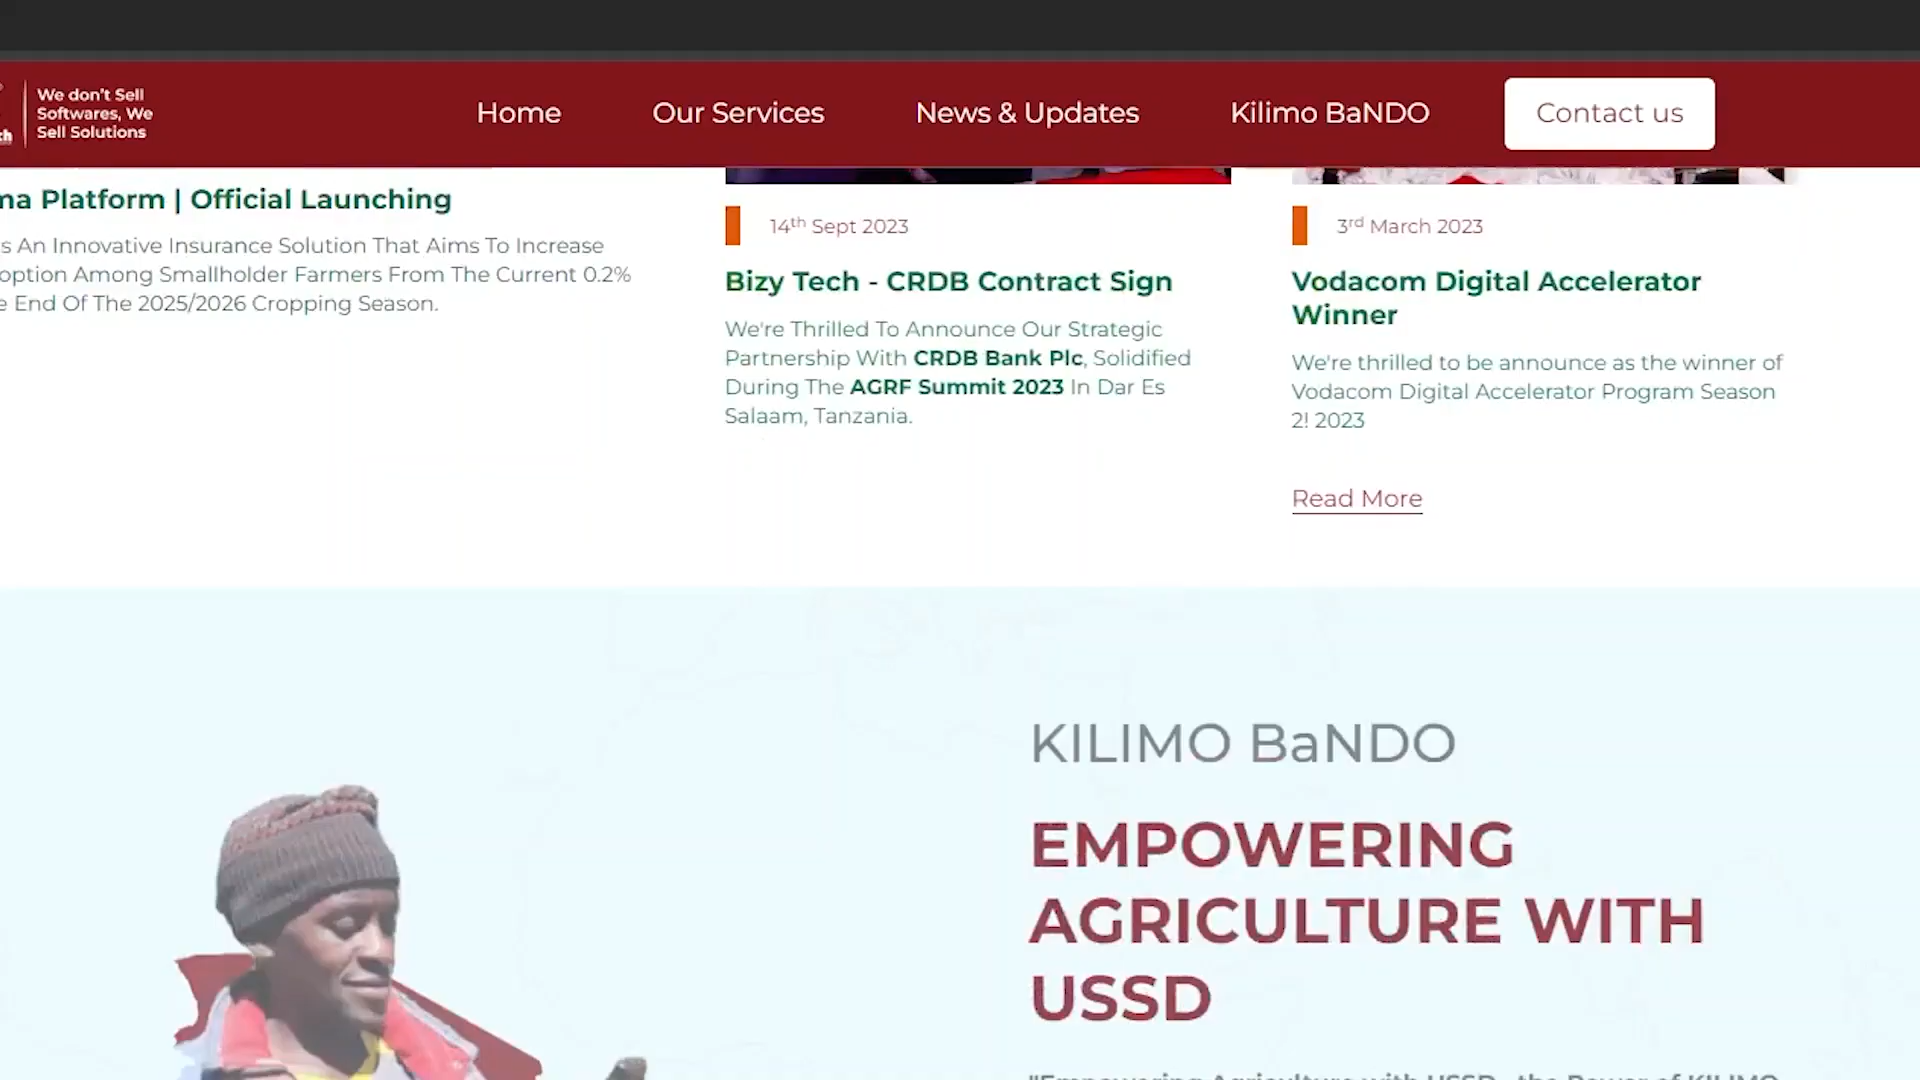 We don't Sell
Softwares, We
Sell Solutions
Home
Our Services
News & Updates
Kilimo BaNDO
Contact us
Platform | Official Launching
An Innovative Insurance Solution That Aims To Increase
Among Smallholder Farmers From The Current 0.2%
End Of The 2025/2026 Cropping Season.
14th Sept 2023
Bizy Tech - CRDB Contract Sign
We're Thrilled To Announce Our Strategic
Partnership With CRDB Bank Plc, Solidified
During The AGRF Summit 2023 In Dar Es
Salaam, Tanzania.
3rd March 2023
Vodacom Digital Accelerator
Winner
We're thrilled to be announce as the winner of
Vodacom Digital Accelerator Program Season
2! 2023
Read More
KILIMO BaNDO
EMPOWERING
AGRICULTURE WITH
USSD